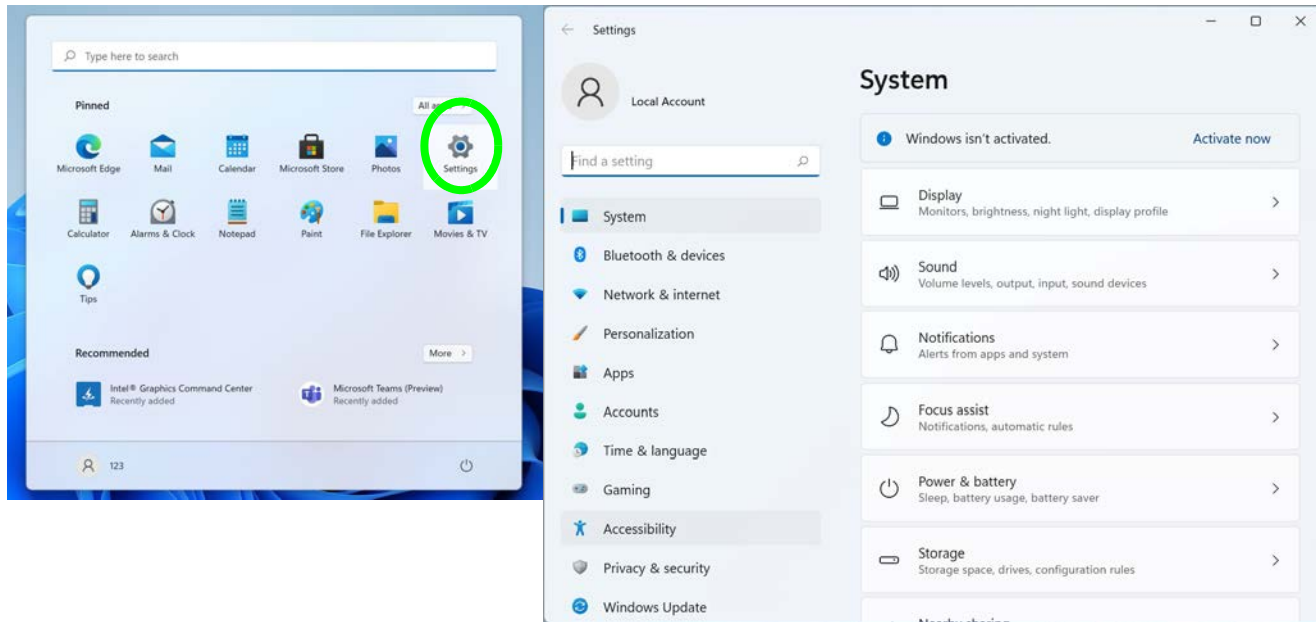 Type here to search
Pinned
All
Microsoft Edge
Mail
Calendar
Microsoft Store
Photos
Settings
Calculator
Alarms & Clock
Notepad
Paint
File Explorer
Movies & TV
Tips
Recommended
More
Intel® Graphics Command Center
Recently added
Microsoft Teams (Preview)
Recently added
123
Settings
Local Account
Find a setting
System
Bluetooth & devices
Network & internet
Personalization
Apps
Accounts
Time & language
Gaming
Accessibility
Privacy & security
Windows Update
System
Windows isn't activated.
Activate now
Display
Monitors, brightness, night light, display profile
Sound
Volume levels, output, input, sound devices
Notifications
Alerts from apps and system
Focus assist
Notifications, automatic rules
Power & battery
Sleep, battery usage, battery saver
Storage
Storage space, drives, configuration rules